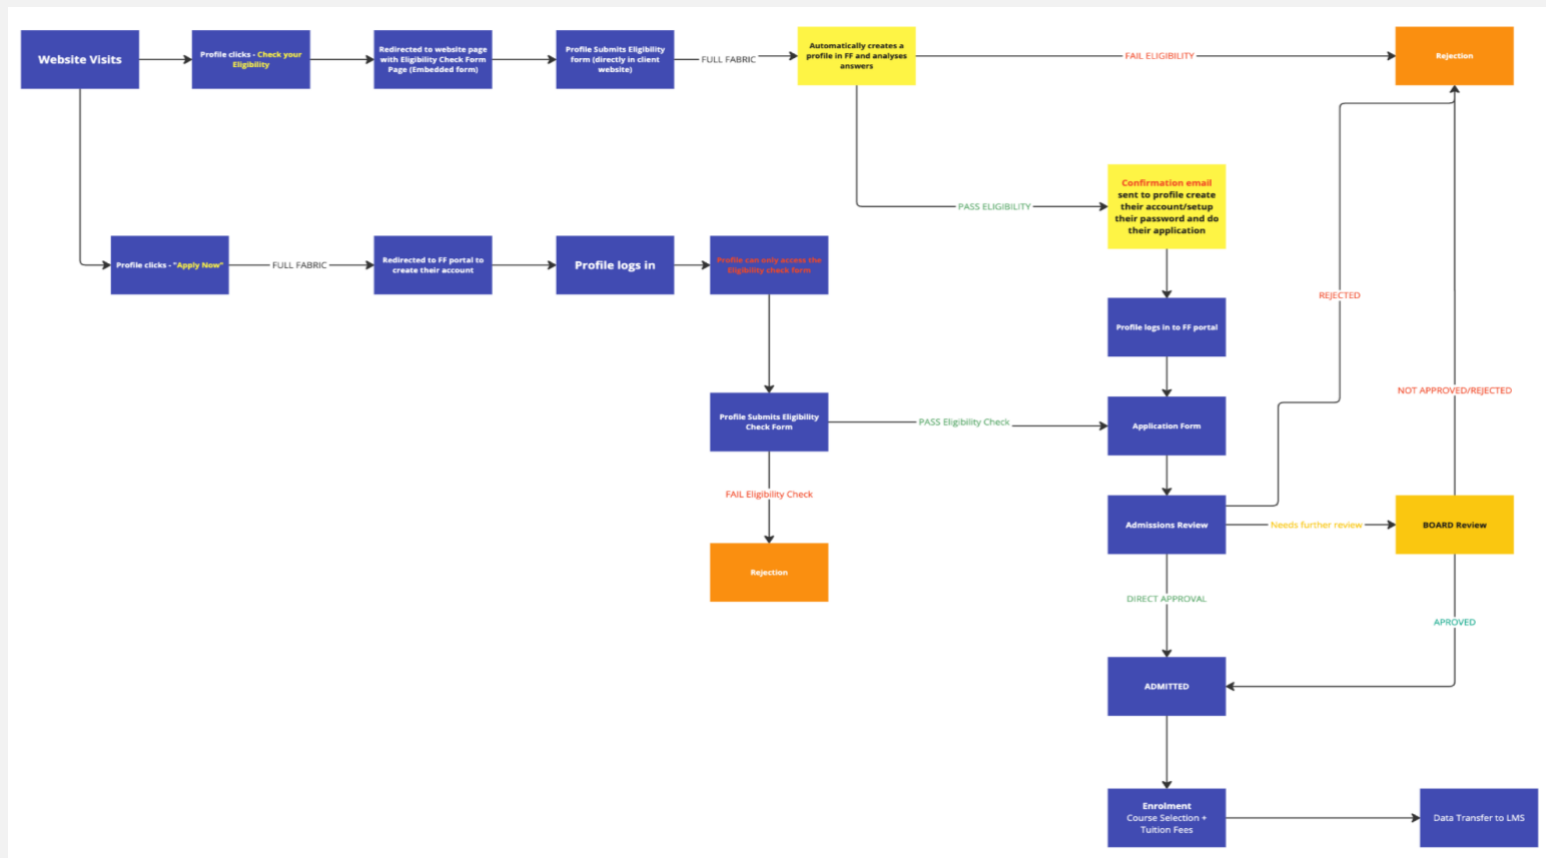 Website Visits
Profile clicks - Check your
Eligibility
Redirected to website page
with Eligibility Check Form
Page (Embedded form)
Profile Submits Eligibility
form (directly in client
website)
FULL FABRIC
Automatically creates a
profile in FF and analyses
answers
FAIL ELIGIBILITY
Rejection
PASS ELIGIBILITY
Confirmation email
sent to profile create
their account/setup
their password and do
their application
Profile clicks - "Apply Now"
FULL FABRIC
Redirected to FF portal to
create their account
Profile logs in
Profile can only access the
Eligibility check form
REJECTED
Profile logs in to FF portal
NOT APPROVED/REJECTED
Profile Submits Eligibility
Check Form
PASS Eligibility Check
Application Form
FAIL Eligibility Check
Admissions Review
Needs further review
BOARD Review
Rejection
DIRECT APPROVAL
APROVED
ADMITTED
Enrolment
Course Selection +
Tuition Fees
Data Transfer to LMS